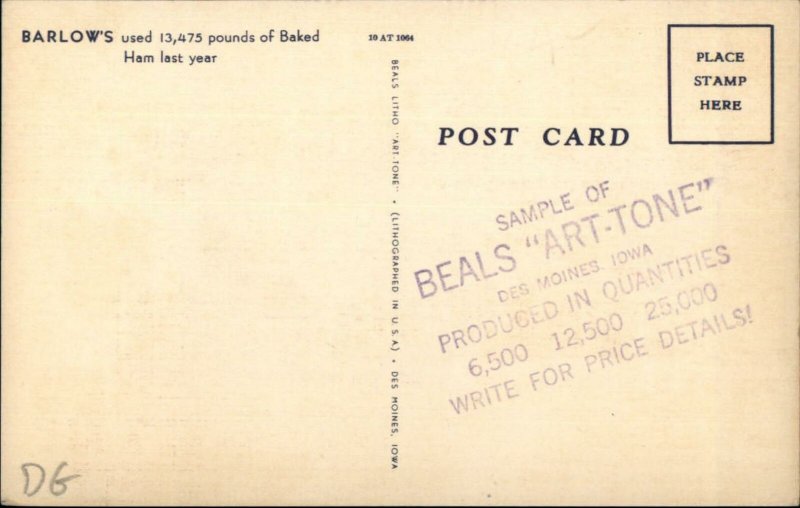 BARLOW'S used 13,475 pounds of Baked
Ham last year
10 AT 1064
BEALS LITHO "ART-TONE" • (LITHOGRAPHED IN U.S.A.) • DES MOINES, IOWA
POST CARD
PLACE
STAMP
HERE
SAMPLE OF
BEALS "ART-TONE"
DES MOINES, IOWA
PRODUCED IN QUANTITIES
6,500 12,500 25,000
WRITE FOR PRICE DETAILS!
DG